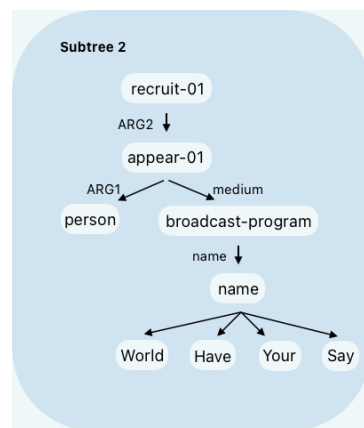 Subtree 2
recruit-01
ARG2
appear-01
ARG1 medium
person broadcast-program
name
name
World Have Your Say